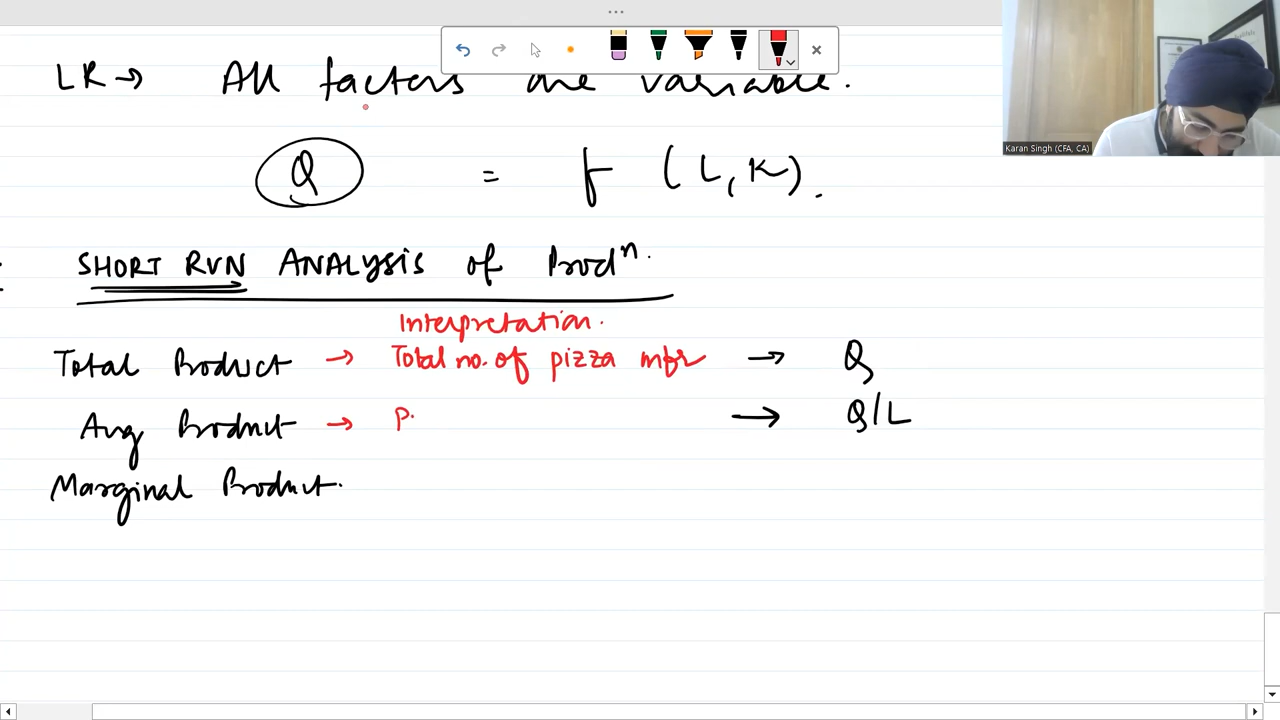 LR → All factors are variable.
Karan Singh (CFA, CA)
Q = f (L, K).
SHORT RUN ANALYSIS of Prodⁿ.
Interpretation.
Total Product → Total no. of pizza mfr → Q
Avg Product → P. → Q/L
Marginal Product.